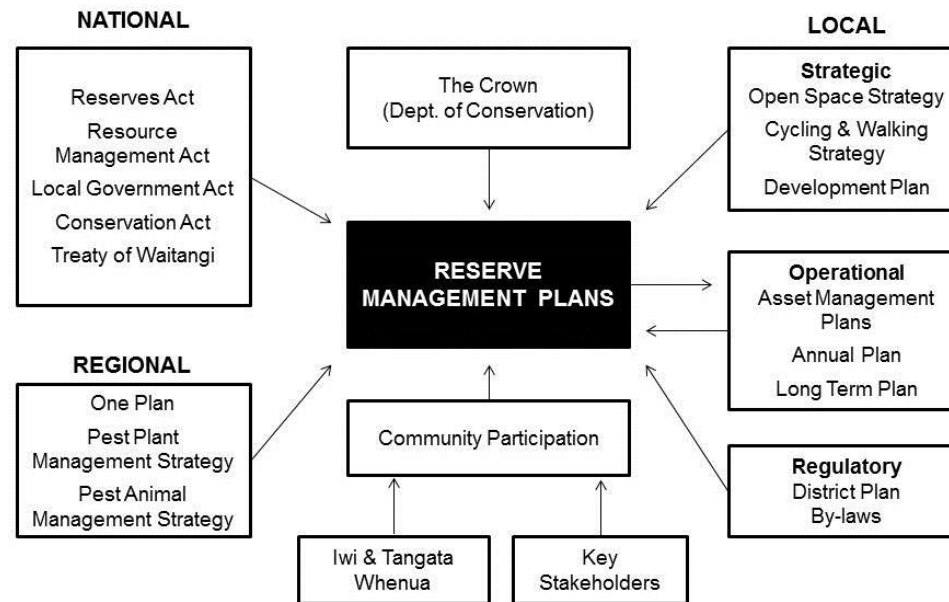 NATIONAL
Reserves Act
Resource
Management Act
Local Government Act
Conservation Act
Treaty of Waitangi
REGIONAL
One Plan
Pest Plant
Management Strategy
Pest Animal
Management Strategy
The Crown
(Dept. of Conservation)
RESERVE
MANAGEMENT PLANS
Community Participation
Iwi & Tangata
Whenua
Key
Stakeholders
LOCAL
Strategic
Open Space Strategy
Cycling & Walking
Strategy
Development Plan
Operational
Asset Management
Plans
Annual Plan
Long Term Plan
Regulatory
District Plan
By-laws